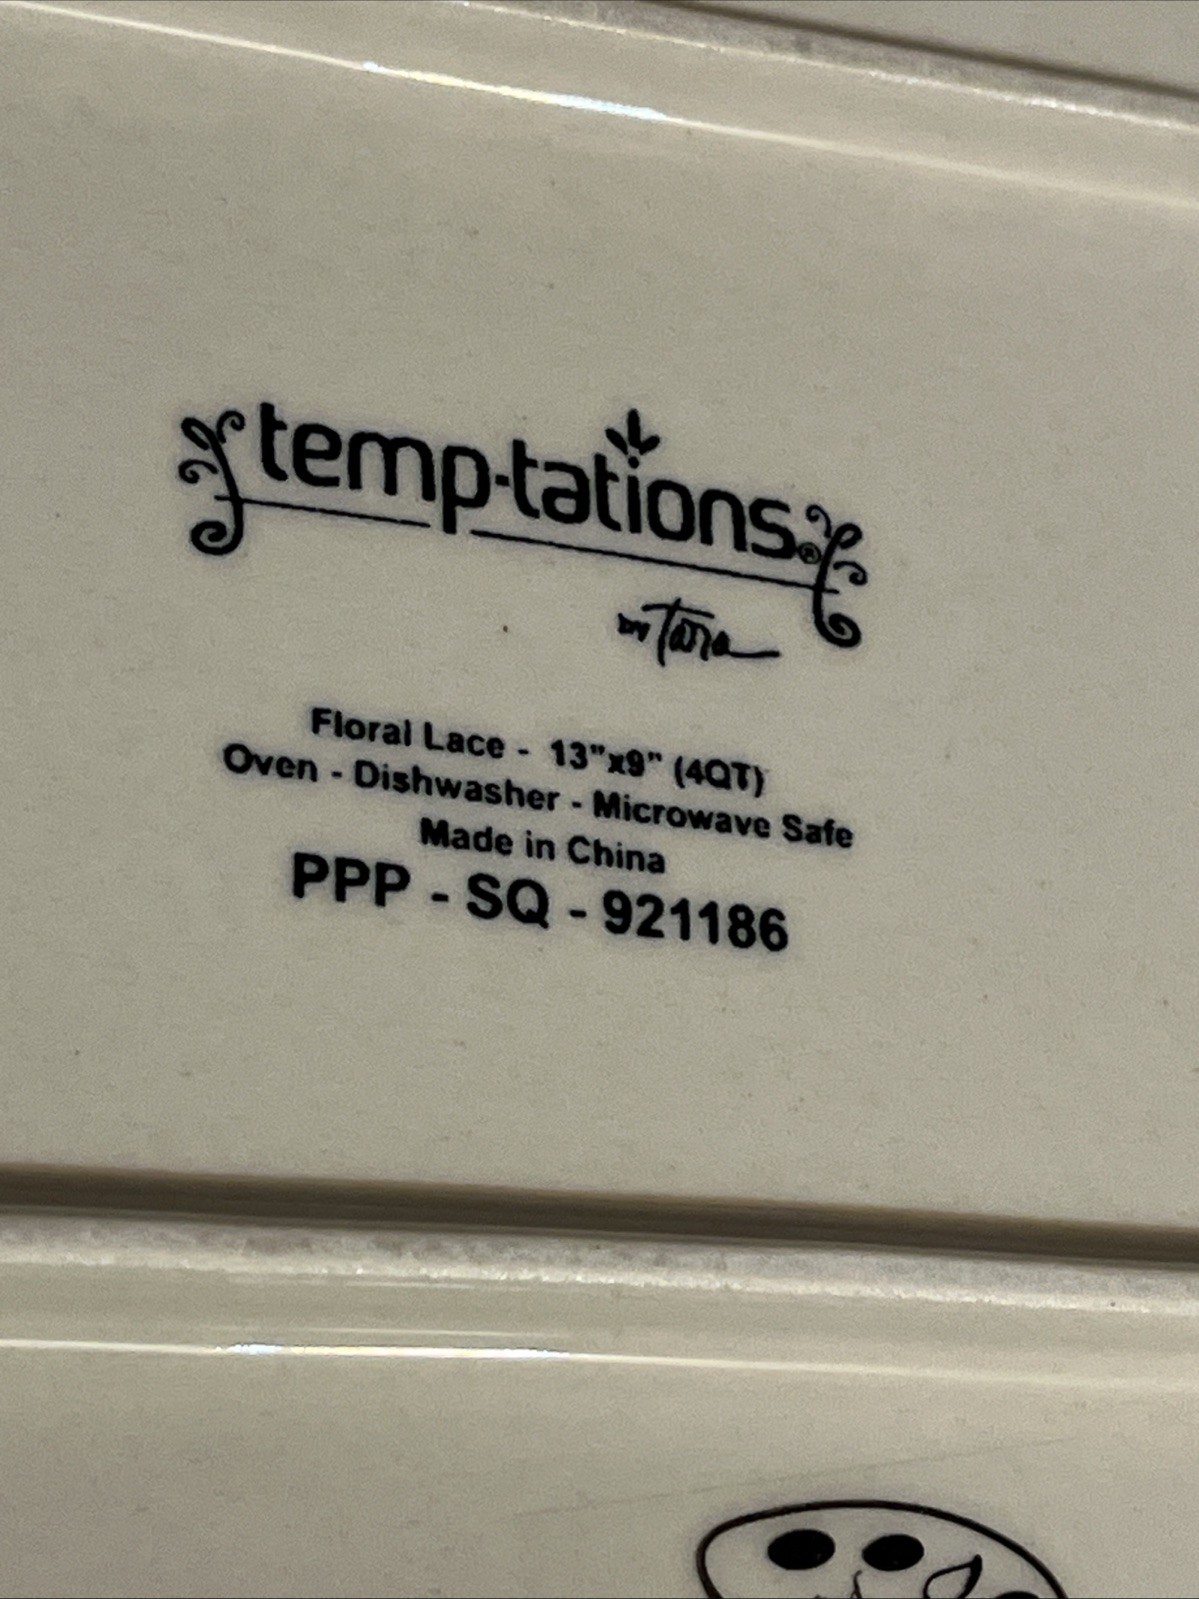 temp-tations®
by Tara
Floral Lace - 13"x9" (4QT)
Oven - Dishwasher - Microwave Safe
Made in China
PPP - SQ - 921186